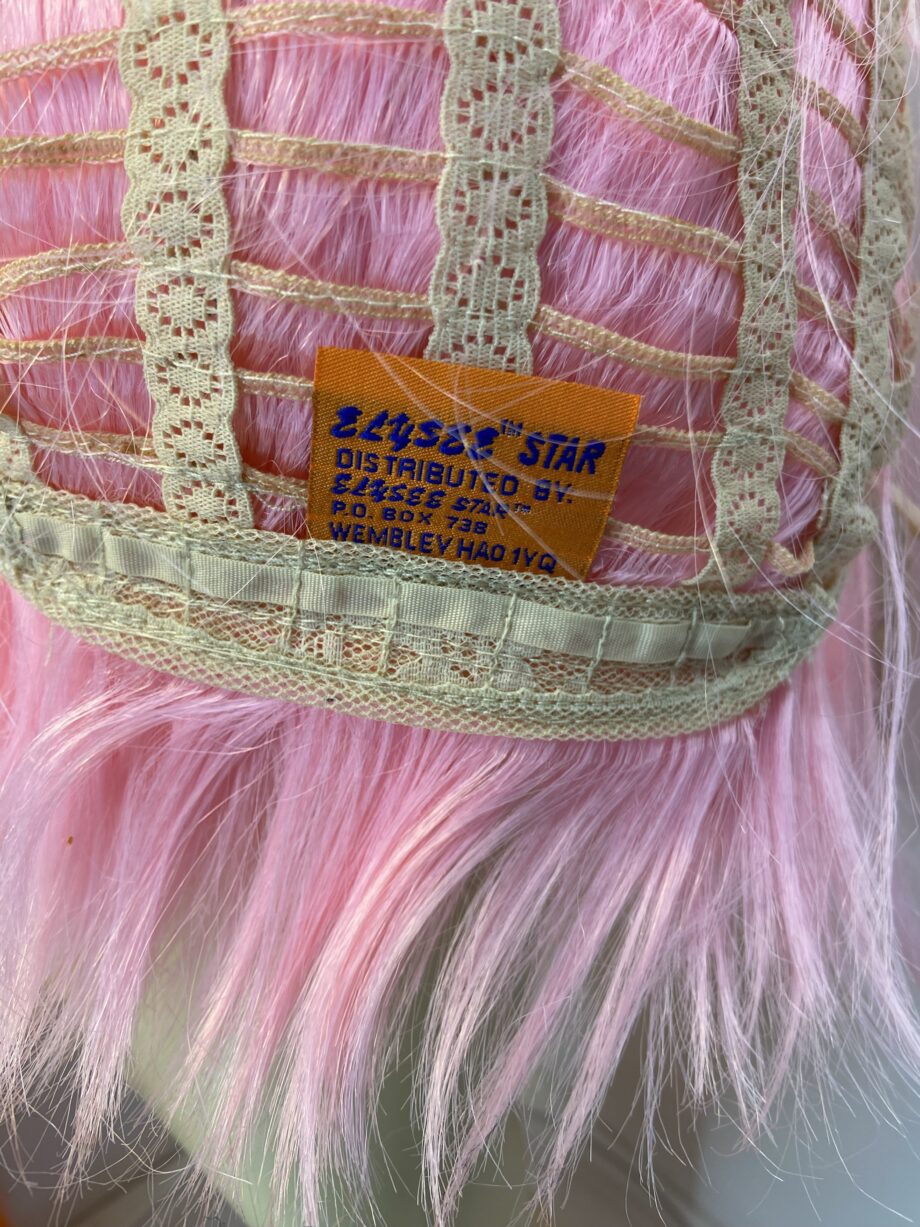 ELYSEE™ STAR
DISTRIBUTED BY:
ELYSEE STAR™
P.O. BOX 738
WEMBLEY HA0 1YQ